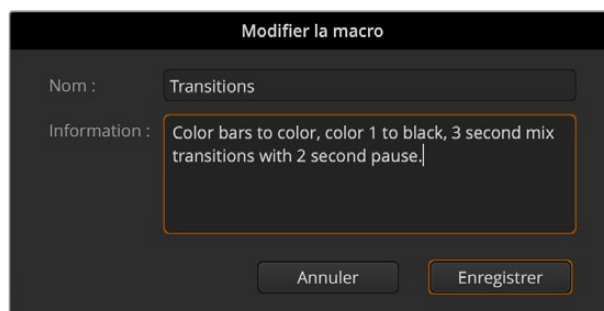 Modifier la macro
Nom :
Transitions
Information :
Color bars to color, color 1 to black, 3 second mix
transitions with 2 second pause.
Annuler
Enregistrer